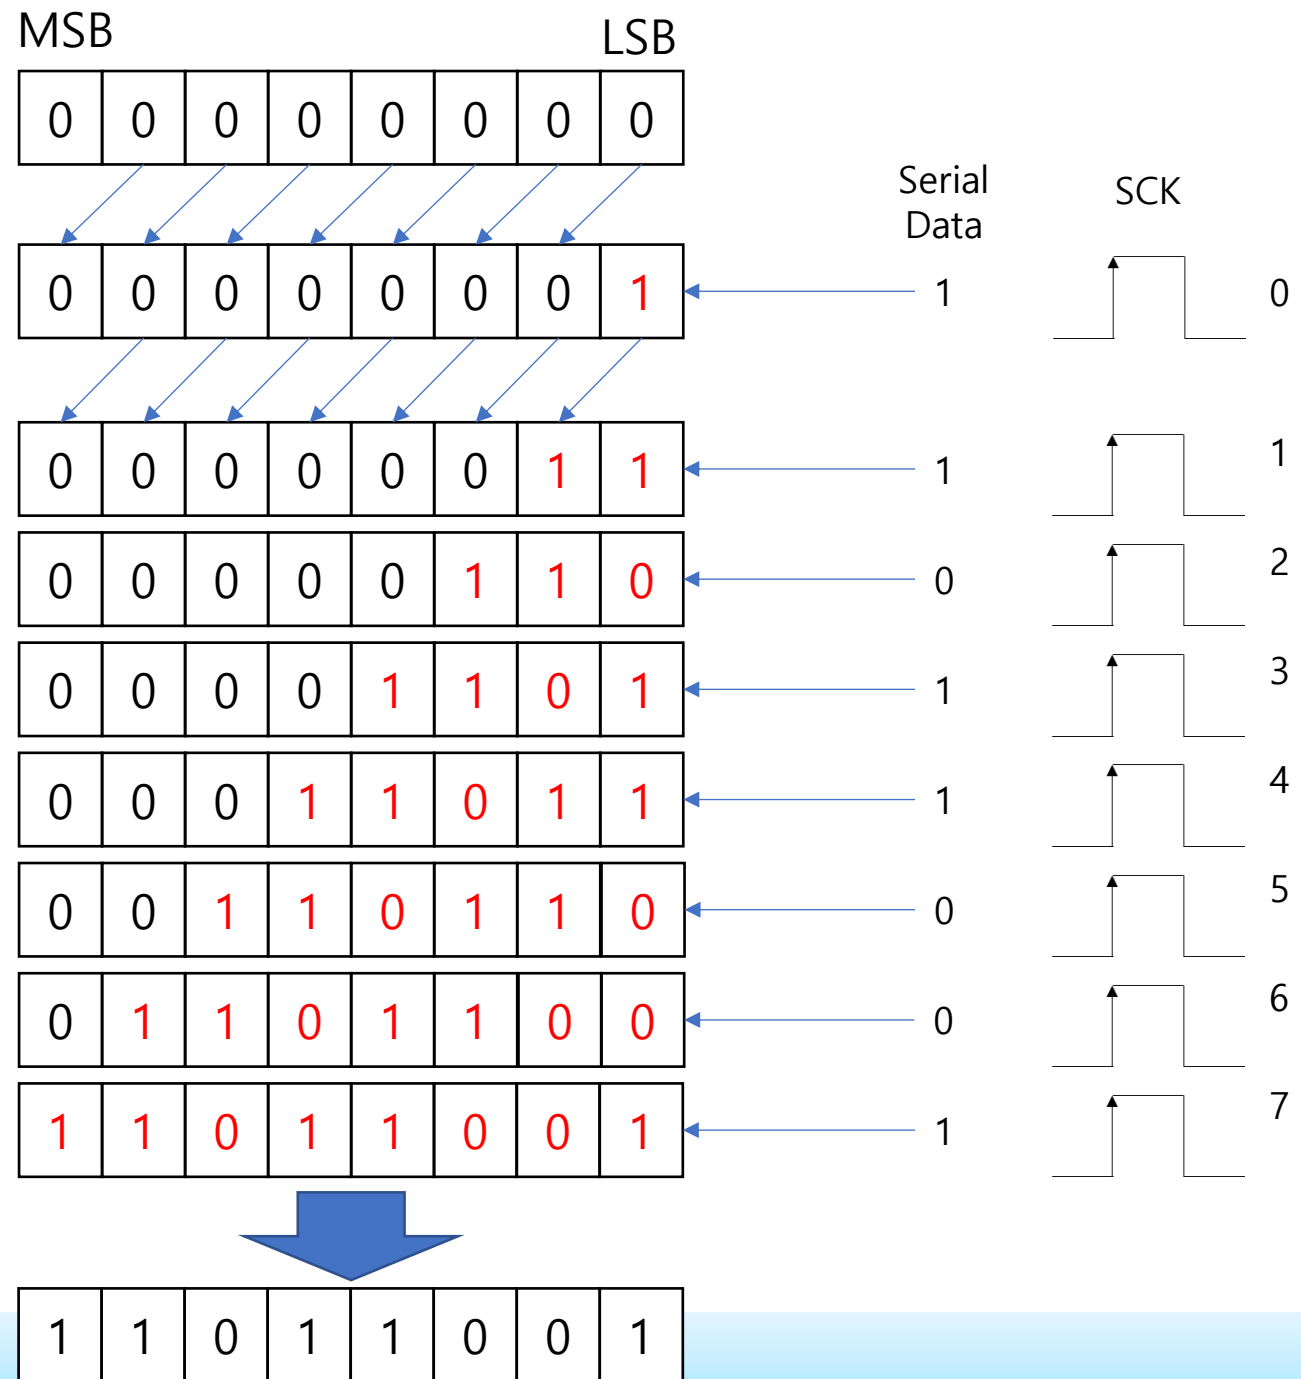 MSB LSB
0 0 0 0 0 0 0 0
Serial
Data
SCK
0 0 0 0 0 0 0 1 1 0
0 0 0 0 0 0 1 1 1 1
0 0 0 0 0 1 1 0 0 2
0 0 0 0 1 1 0 1 1 3
0 0 0 1 1 0 1 1 1 4
0 0 1 1 0 1 1 0 0 5
0 1 1 0 1 1 0 0 0 6
1 1 0 1 1 0 0 1 1 7
1 1 0 1 1 0 0 1